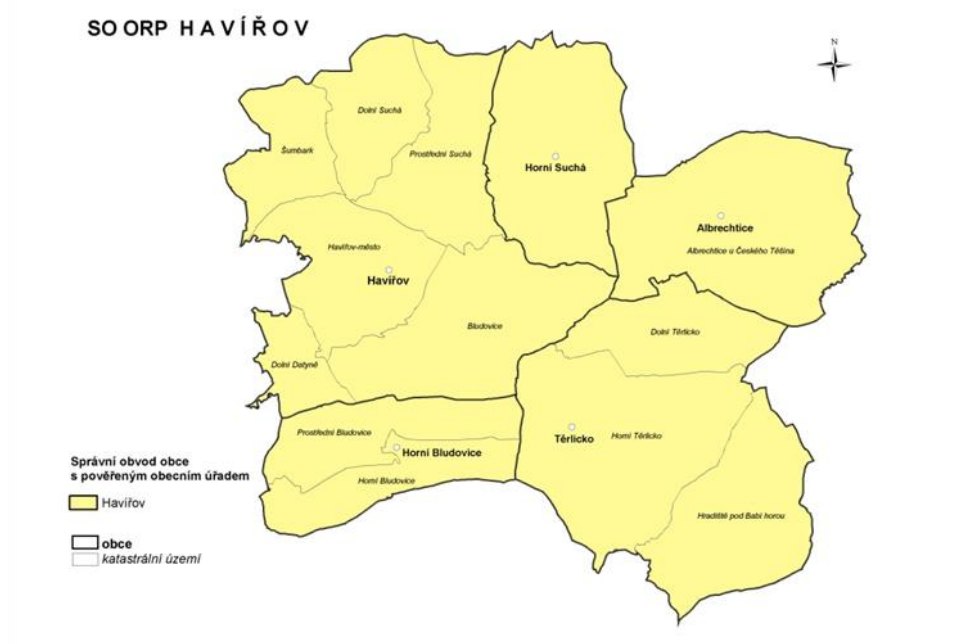 SO ORP H A V Í Ř O V
N
Dolní Suchá
Šumbark
Prostřední Suchá
Horní Suchá
Albrechtice
Albrechtice u Českého Těšína
Havířov-město
Havířov
Bludovice
Dolní Těrlicko
Dolní Datyně
Prostřední Bludovice
Horní Bludovice
Horní Bludovice
Těrlicko
Horní Těrlicko
Hradiště pod Babí horou
Správní obvod obce
s pověřeným obecním úřadem
Havířov
obce
katastrální území